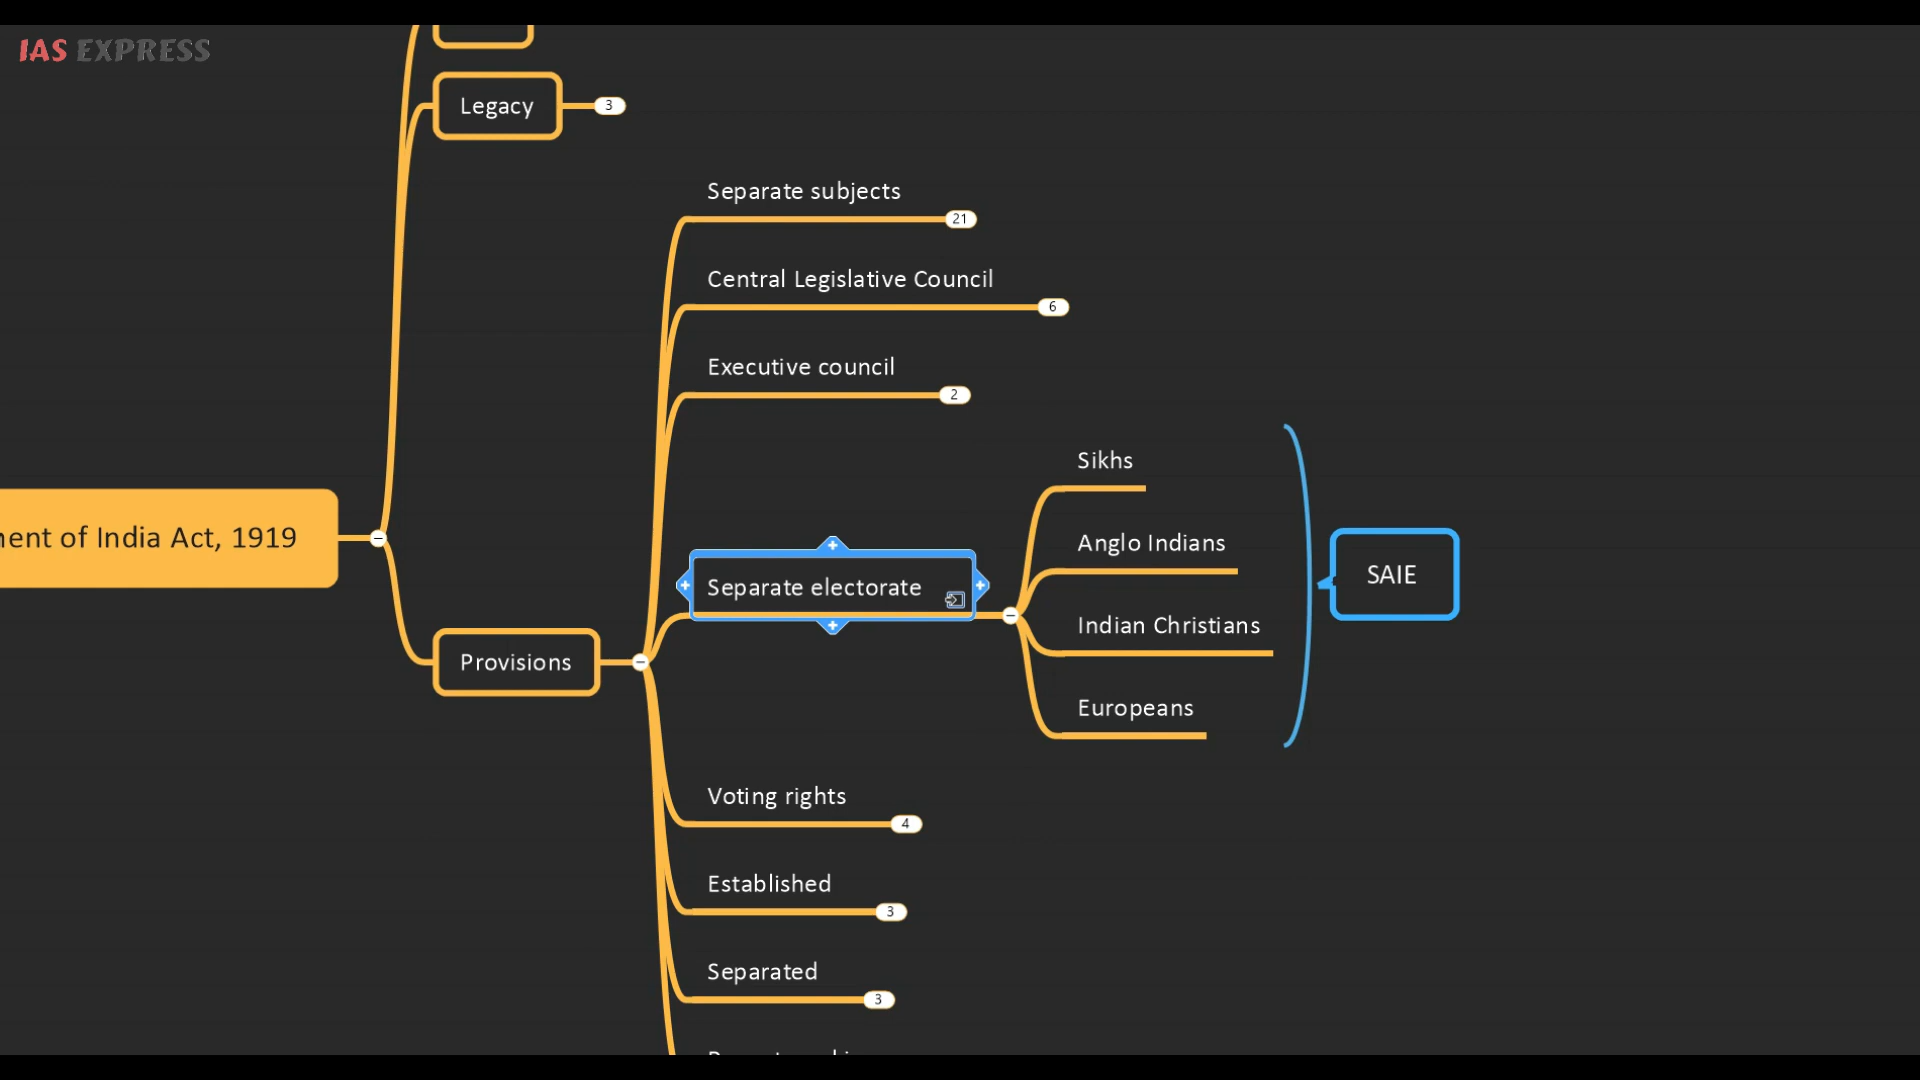 IAS EXPRESS
Legacy
3
Separate subjects
21
Central Legislative Council
6
Executive council
2
Sikhs
Anglo Indians
of India Act, 1919
Separate electorate
SAIE
Indian Christians
Provisions
Europeans
Voting rights
4
Established
3
Separated
3